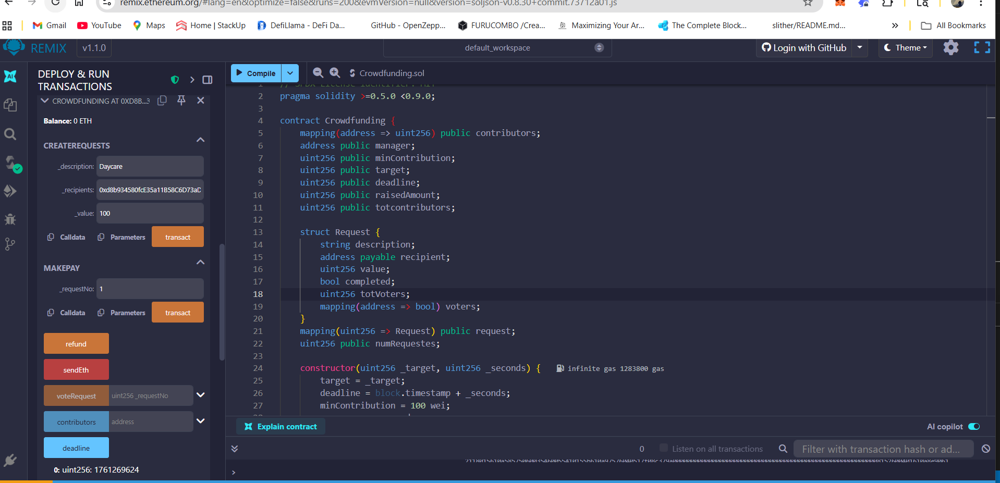 remix.ethereum.org/#lang=en&optimize=false&runs=200&evmVersion=null&version=soljson-v0.8.30+commit.73712a01.js
Gmail YouTube Maps Home | StackUp DefiLlama - DeFi Da... GitHub - OpenZepp... FURUCOMBO /Crea... Maximizing Your Ar... The Complete Block... slither/README.md... » All Bookmarks
REMIX v1.1.0 default_workspace Login with GitHub Theme
DEPLOY & RUN
TRANSACTIONS
CROWDFUNDING AT 0XD8B...3
Balance: 0 ETH
CREATEREQUESTS
_description: Daycare
_recipients: 0xd8b934580fcE35a11B58C6D73aD
_value: 100
Calldata Parameters transact
MAKEPAY
_requestNo: 1
Calldata Parameters transact
refund
sendEth
voteRequest uint256 _requestNo
contributors address
deadline
0: uint256: 1761269624
Compile Crowdfunding.sol
1 // SPDX-License-Identifier: MIT
2 pragma solidity >=0.5.0 <0.9.0;
3
4 contract Crowdfunding {
5 mapping(address => uint256) public contributors;
6 address public manager;
7 uint256 public minContribution;
8 uint256 public target;
9 uint256 public deadline;
10 uint256 public raisedAmount;
11 uint256 public totcontributors;
12
13 struct Request {
14 string description;
15 address payable recipient;
16 uint256 value;
17 bool completed;
18 uint256 totVoters;
19 mapping(address => bool) voters;
20 }
21 mapping(uint256 => Request) public request;
22 uint256 public numRequestes;
23
24 constructor(uint256 _target, uint256 _seconds) { infinite gas 1283800 gas
25 target = _target;
26 deadline = block.timestamp + _seconds;
27 minContribution = 100 wei;
Explain contract AI copilot
0 Listen on all transactions Filter with transaction hash or ad...
>